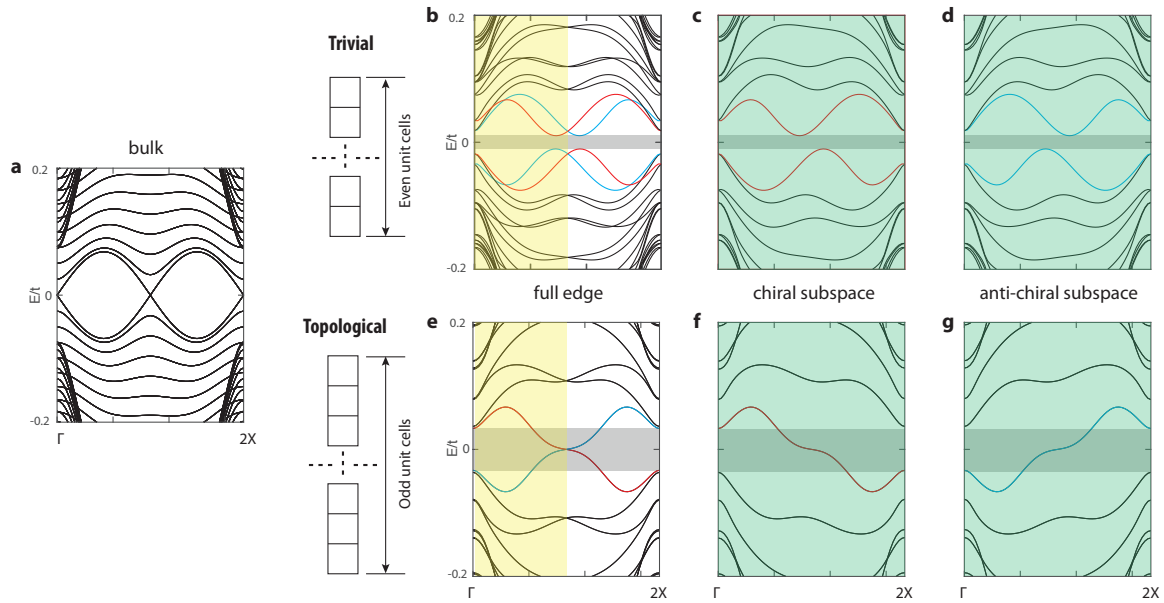 a
bulk
0.2
E/t
0
-0.2
Γ
2X
Trivial
Even unit cells
Topological
Odd unit cells
b
0.2
E/t
0
-0.2
c
d
full edge
chiral subspace
anti-chiral subspace
e
0.2
E/t
0
-0.2
Γ
2X
f
Γ
2X
g
Γ
2X